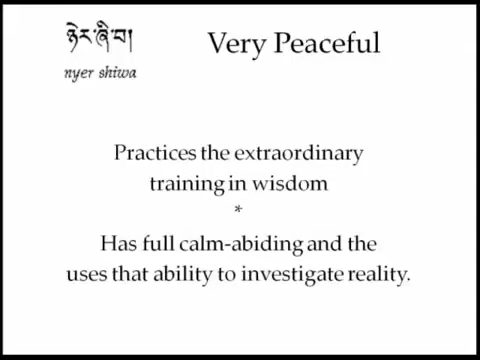 ཉེར་ཞི་བ།
Very Peaceful
nyer shiwa
Practices the extraordinary
training in wisdom
*
Has full calm-abiding and the
uses that ability to investigate reality.